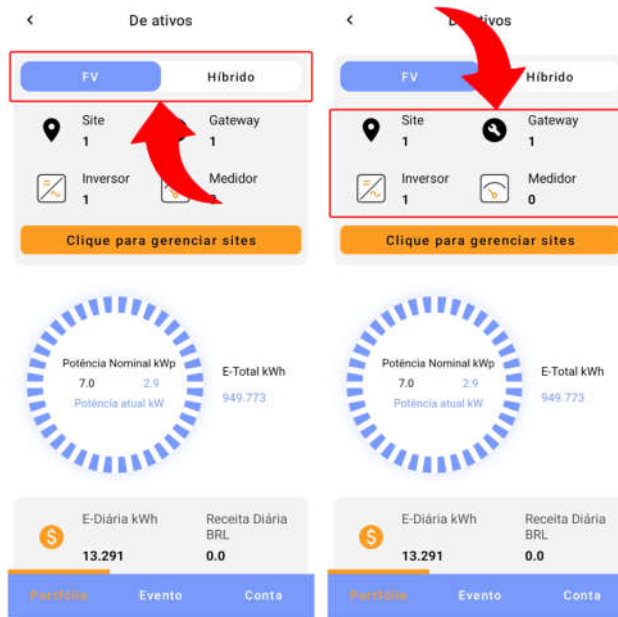 De ativos
FV Híbrido
Site Gateway
1 1
Inversor Medidor
1
Clique para gerenciar sites
Potência Nominal kWp
7.0 2.9
Potência atual kW
E-Total kWh
949.773
E-Diária kWh Receita Diária BRL
13.291 0.0
Portfólio Evento Conta
FV Híbrido
Site Gateway
1 1
Inversor Medidor
1 0
Clique para gerenciar sites
Potência Nominal kWp
7.0 2.9
Potência atual kW
E-Total kWh
949.773
E-Diária kWh Receita Diária BRL
13.291 0.0
Portfólio Evento Conta